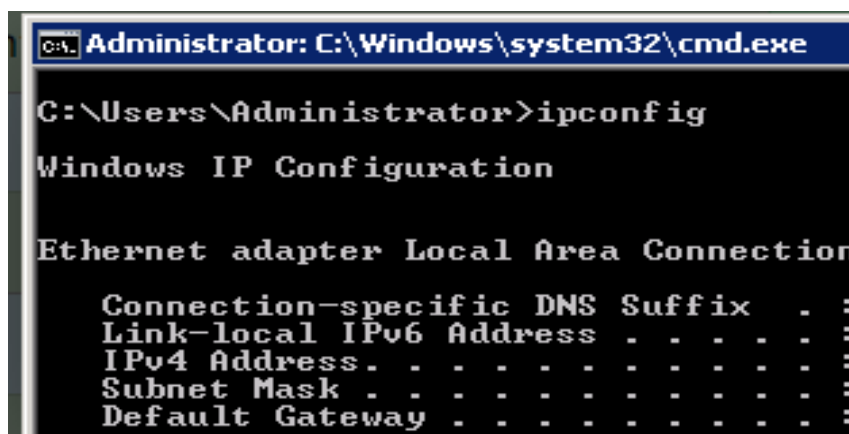 Administrator: C:\Windows\system32\cmd.exe
C:\Users\Administrator>ipconfig
Windows IP Configuration
Ethernet adapter Local Area Connection
Connection-specific DNS Suffix . :
Link-local IPv6 Address . . . . . :
IPv4 Address. . . . . . . . . . . :
Subnet Mask . . . . . . . . . . . :
Default Gateway . . . . . . . . . :